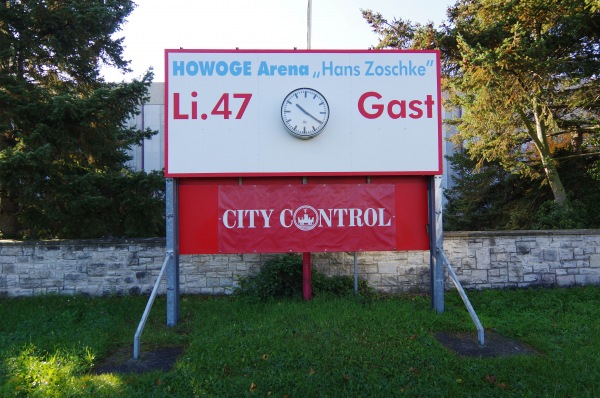 HOWOGE Arena „Hans Zoschke”
Li.47 Gast
CITY CONTROL